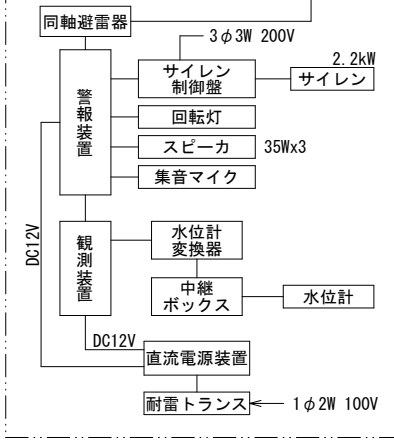 同軸避雷器
3φ3W 200V
2.2kW
サイレン
制御盤
サイレン
警報装置
回転灯
スピーカ 35Wx3
集音マイク
DC12V
観測装置
水位計
変換器
中継
ボックス
水位計
DC12V
直流電源装置
耐雷トランス
1φ2W 100V